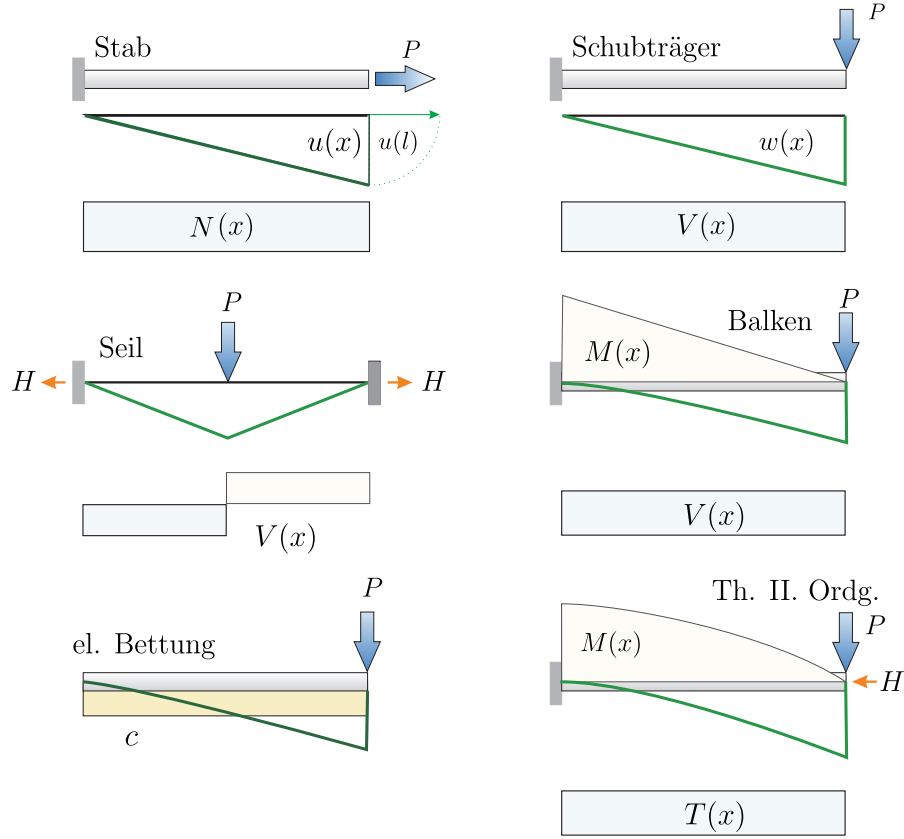 Stab
P
u(x)
u(l)
N(x)
Schubträger
P
w(x)
V(x)
Seil
P
H
H
V(x)
Balken
P
M(x)
V(x)
el. Bettung
P
c
Th. II. Ordg.
P
M(x)
H
T(x)